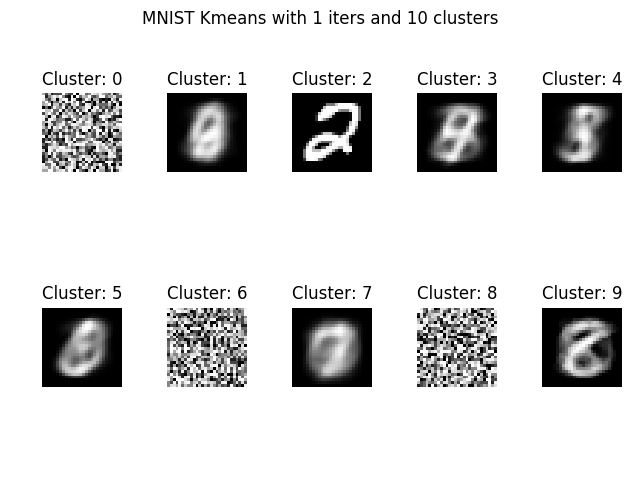 MNIST Kmeans with 1 iters and 10 clusters
Cluster: 0 Cluster: 1 Cluster: 2 Cluster: 3 Cluster: 4
2
Cluster: 5 Cluster: 6 Cluster: 7 Cluster: 8 Cluster: 9